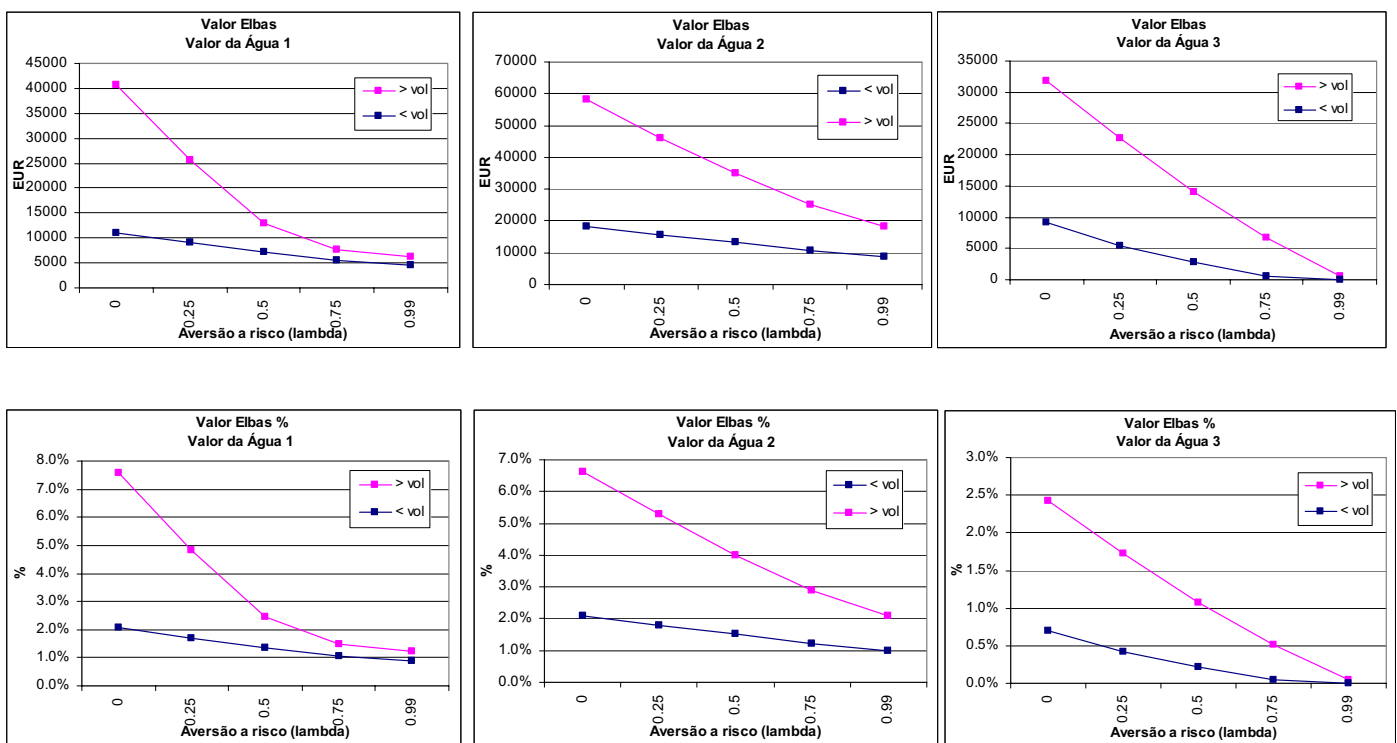 Valor Elbas
Valor da Água 1
45000
40000
35000
30000
25000
20000
15000
10000
5000
0
EUR
> vol
< vol
0
0.25
0.5
0.75
0.99
Aversão a risco (lambda)
Valor Elbas
Valor da Água 2
70000
60000
50000
40000
30000
20000
10000
0
EUR
< vol
> vol
0
0.25
0.5
0.75
0.99
Aversão a risco (lambda)
Valor Elbas
Valor da Água 3
35000
30000
25000
20000
15000
10000
5000
0
EUR
> vol
< vol
0
0.25
0.5
0.75
0.99
Aversão a risco (lambda)
Valor Elbas %
Valor da Água 1
8.0%
7.0%
6.0%
5.0%
4.0%
3.0%
2.0%
1.0%
0.0%
%
> vol
< vol
0
0.25
0.5
0.75
0.99
Aversão a risco (lambda)
Valor Elbas %
Valor da Água 2
7.0%
6.0%
5.0%
4.0%
3.0%
2.0%
1.0%
0.0%
%
< vol
> vol
0
0.25
0.5
0.75
0.99
Aversão a risco (lambda)
Valor Elbas %
Valor da Água 3
3.0%
2.5%
2.0%
1.5%
1.0%
0.5%
0.0%
%
> vol
< vol
0
0.25
0.5
0.75
0.99
Aversão a risco (lambda)